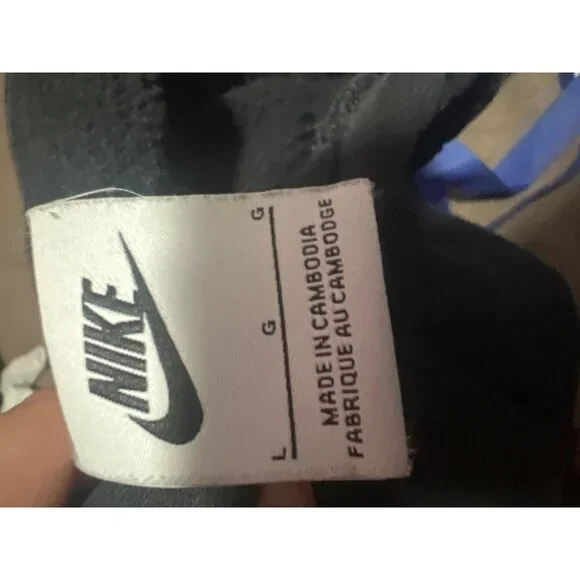 NIKE
L G G
MADE IN CAMBODIA
FABRIQUE AU CAMBODGE